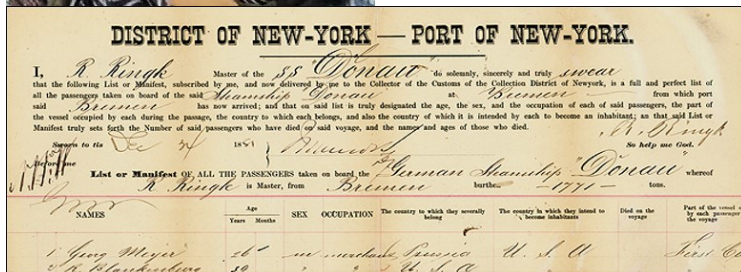 DISTRICT OF NEW-YORK — PORT OF NEW-YORK.
I, R Ringk Master of the SS "Donau" do solemnly, sincerely and truly swear
that the following List or Manifest, subscribed by me, and now delivered by me to the Collector of the Customs of the Collection District of Newyork, is a full and perfect list of
all the passengers taken on board of the said Steamship Donau at Bremen from which port
said Bremen has now arrived; and that on said list is truly designated the age, the sex, and the occupation of each of said passengers, the part of
the vessel occupied by each during the passage, the country to which each belongs, and also the country of which it is intended by each to become an inhabitant; an that said List or
Manifest truly sets forth the Number of said passengers who have died on said voyage, and the names and ages of those who died.
R. Ringk
Sworn to tis 1881 So help me God.
Before me
List or Manifest OF ALL THE PASSENGERS taken on board the German Steamship "Donau" whereof
R Ringk is Master, from Bremen burthe 1771 tons.
NAMES Age Years Months SEX OCCUPATION The country to which they severally belong The country in which they intend to become inhabitants Died on the voyage Part of the vessel by each passenger the voyage
1 Georg Meyer 26 m merchant Prussia U. S. A First
2 Blankenburg U. S. A